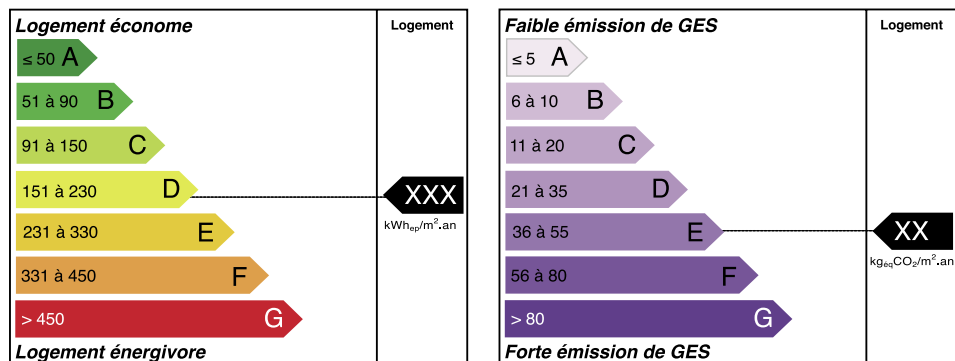 Logement économe
Logement
≤ 50 A
51 à 90 B
91 à 150 C
151 à 230 D
XXX
kWhₑₚ/m².an
231 à 330 E
331 à 450 F
> 450 G
Logement énergivore
Faible émission de GES
Logement
≤ 5 A
6 à 10 B
11 à 20 C
21 à 35 D
36 à 55 E
XX
kgéqCO₂/m².an
56 à 80 F
> 80 G
Forte émission de GES